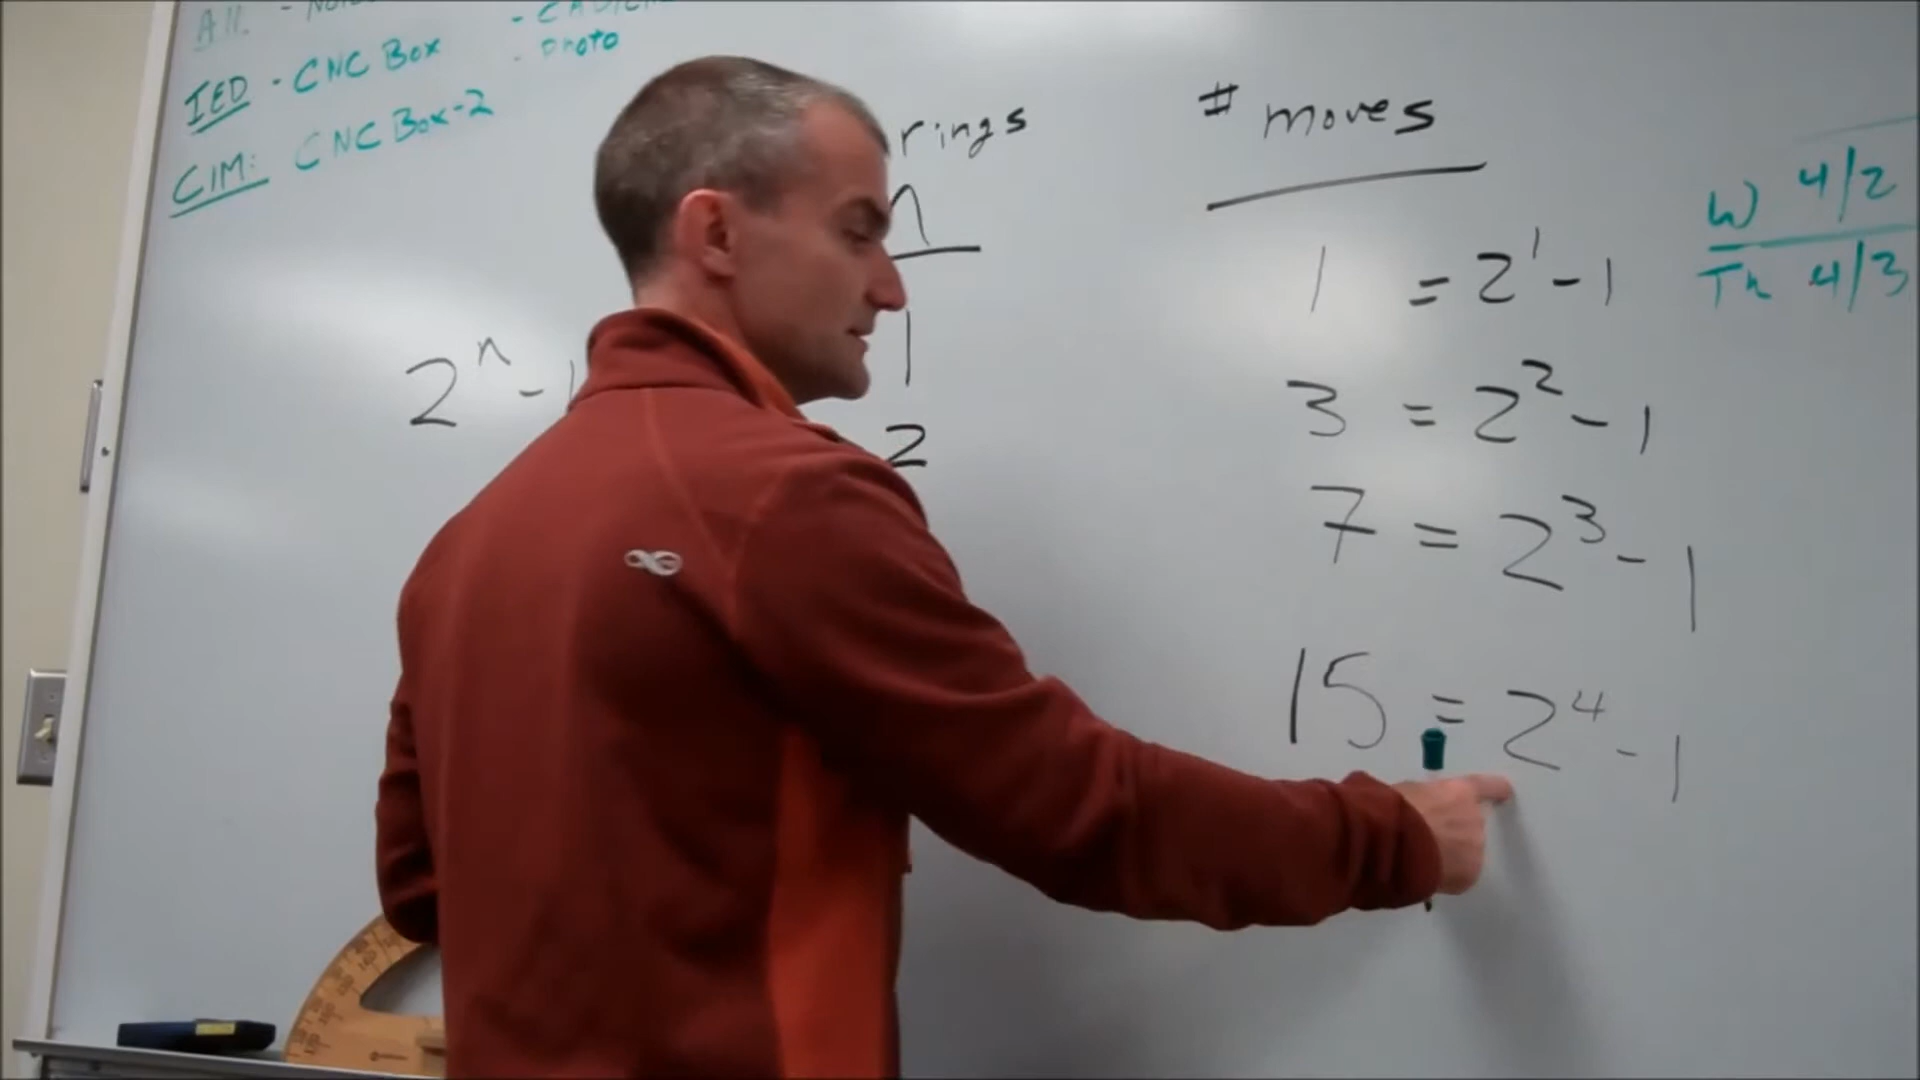 All.
IED - CNC Box
- Photo
CIM: CNC Box-2
rings
n
1
2
2ⁿ - 1
# moves
1 = 2¹ - 1
3 = 2² - 1
7 = 2³ - 1
15 = 2⁴ - 1
W 4/2
Th 4/3